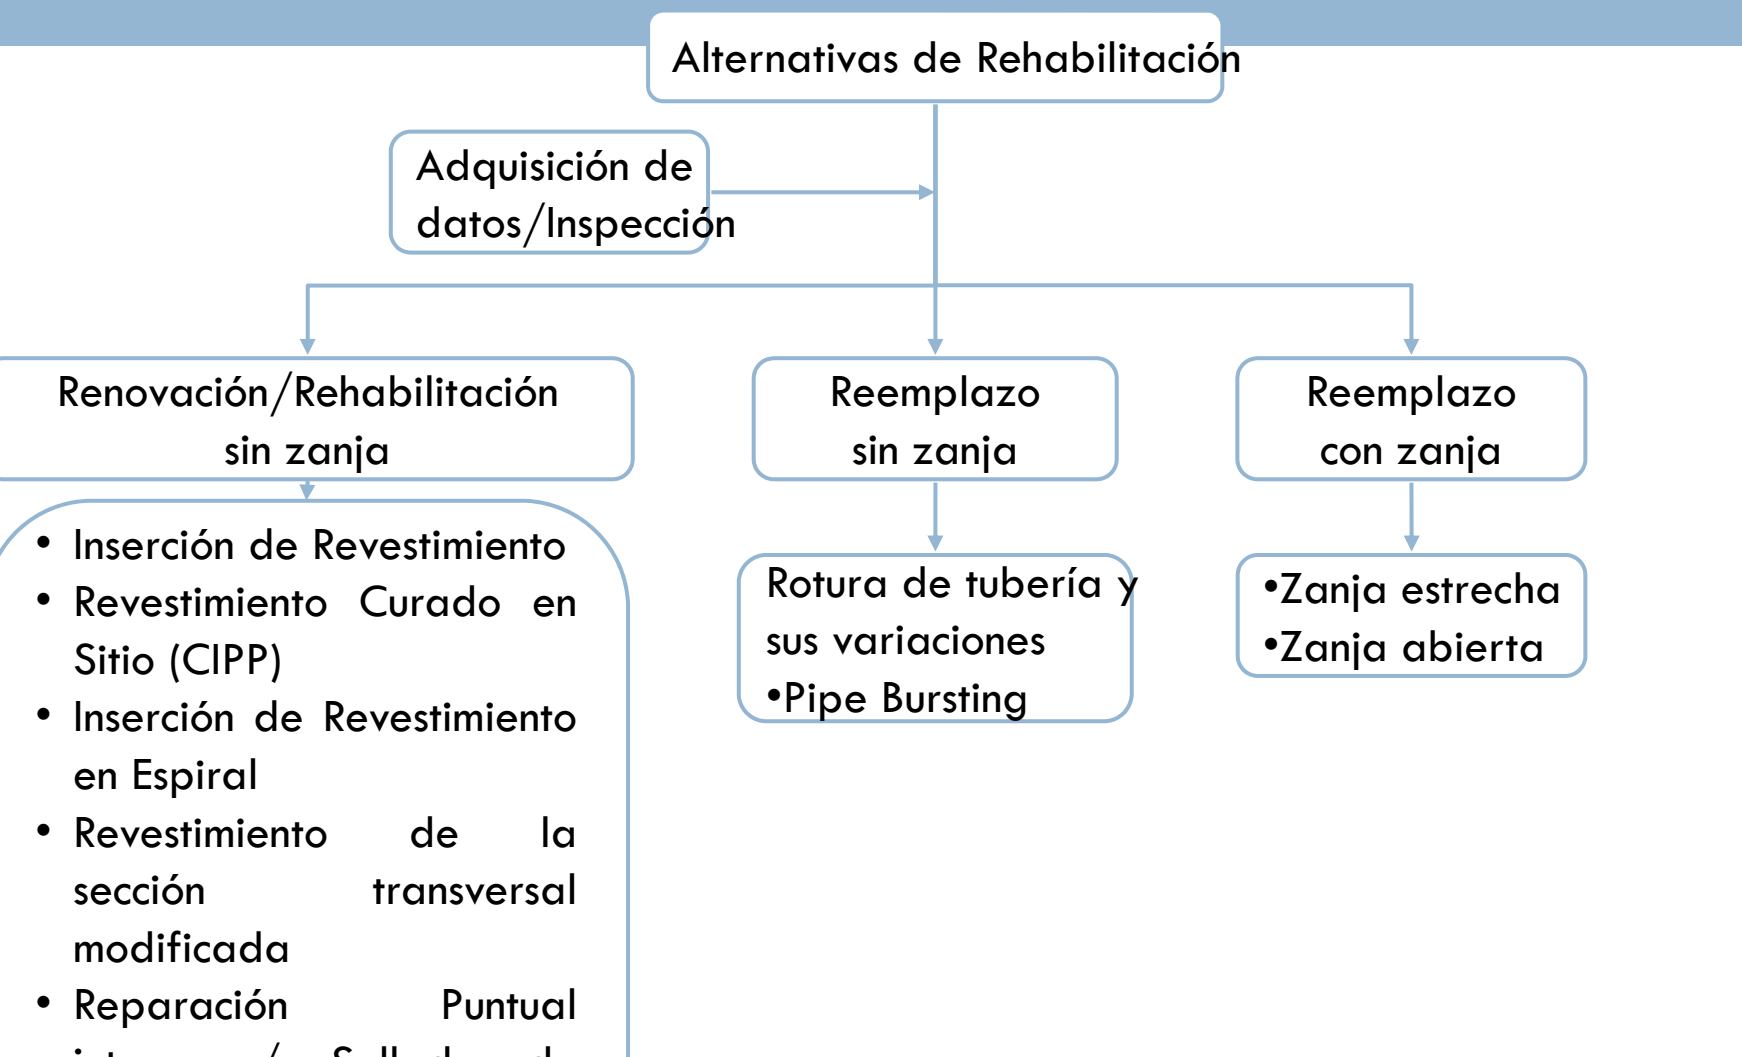 Alternativas de Rehabilitación
Adquisición de
datos/Inspección
Renovación/Rehabilitación
sin zanja
Reemplazo
sin zanja
Reemplazo
con zanja
• Inserción de Revestimiento
• Revestimiento Curado en
Sitio (CIPP)
• Inserción de Revestimiento
en Espiral
• Revestimiento de la
sección transversal
modificada
• Reparación Puntual
Rotura de tubería y
sus variaciones
•Pipe Bursting
•Zanja estrecha
•Zanja abierta